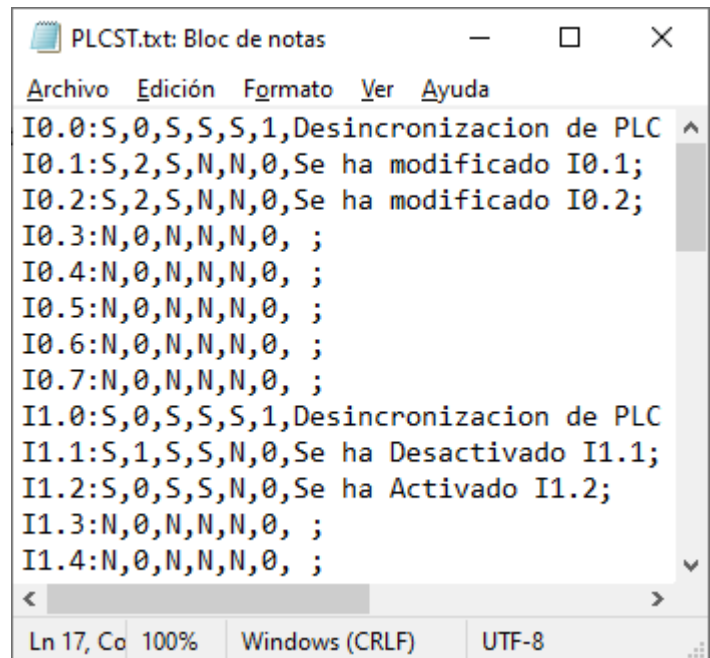 PLCST.txt: Bloc de notas
Archivo Edición Formato Ver Ayuda
I0.0:S,0,S,S,S,1,Desincronizacion de PLC
I0.1:S,2,S,N,N,0,Se ha modificado I0.1;
I0.2:S,2,S,N,N,0,Se ha modificado I0.2;
I0.3:N,0,N,N,N,0, ;
I0.4:N,0,N,N,N,0, ;
I0.5:N,0,N,N,N,0, ;
I0.6:N,0,N,N,N,0, ;
I0.7:N,0,N,N,N,0, ;
I1.0:S,0,S,S,S,1,Desincronizacion de PLC
I1.1:S,1,S,S,N,0,Se ha Desactivado I1.1;
I1.2:S,0,S,S,N,0,Se ha Activado I1.2;
I1.3:N,0,N,N,N,0, ;
I1.4:N,0,N,N,N,0, ;
Ln 17, Co 100% Windows (CRLF) UTF-8